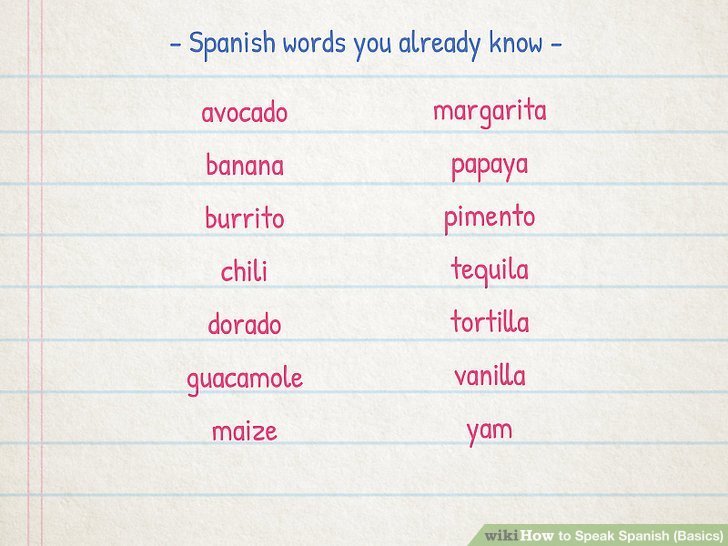 - Spanish words you already know -
avocado
banana
burrito
chili
dorado
guacamole
maize
margarita
papaya
pimento
tequila
tortilla
vanilla
yam
wikiHow to Speak Spanish (Basics)